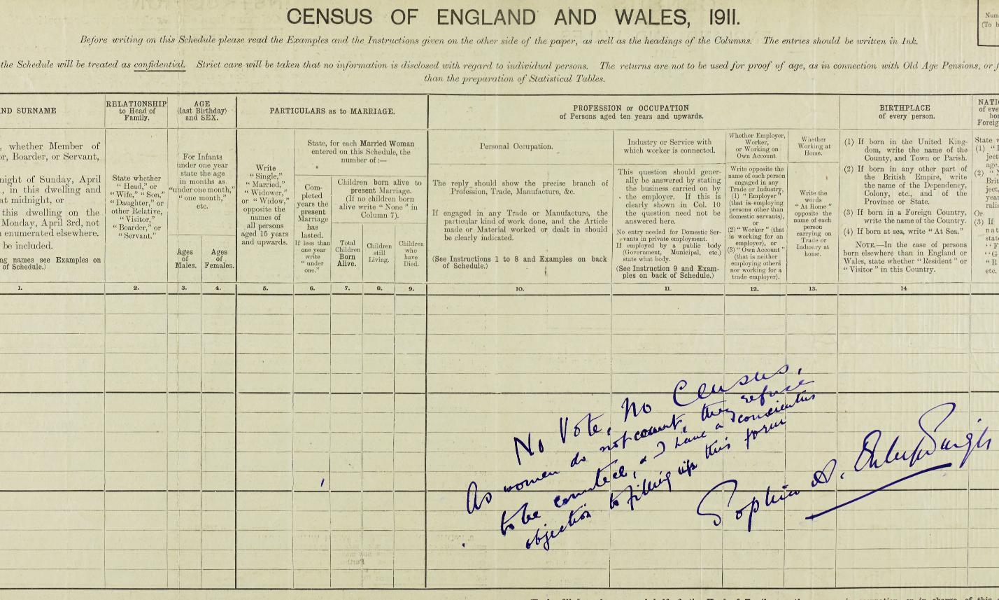 CENSUS OF ENGLAND AND WALES, 1911.
Num
(To b
Before writing on this Schedule please read the Examples and the Instructions given on the other side of the paper, as well as the headings of the Columns. The entries should be written in Ink.
the Schedule will be treated as confidential. Strict care will be taken that no information is disclosed with regard to individual persons. The returns are not to be used for proof of age, as in connection with Old Age Pensions, or f
than the preparation of Statistical Tables.
ND SURNAME
, whether Member of
or, Boarder, or Servant,
night of Sunday, April
., in this dwelling and
at midnight, or
this dwelling on the
Monday, April 3rd, not
enumerated elsewhere.
be included.
ng names see Examples on
of Schedule.)
1.
RELATIONSHIP
to Head of
Family.
State whether
"Head," or
"Wife," "Son,"
"Daughter," or
other Relative,
"Visitor,"
"Boarder," or
"Servant."
2.
AGE
(last Birthday)
and SEX.
For Infants
under one year
state the age
in months as
"under one month,"
"one month,"
etc.
Ages
of
Males.
3.
Ages
of
Females.
4.
PARTICULARS as to MARRIAGE.
Write
"Single,"
"Married,"
"Widower,"
or "Widow,"
opposite the
names of
all persons
aged 15 years
and upwards.
5.
State, for each Married Woman
entered on this Schedule, the
number of:—
Com-
pleted
years the
present
Marriage
has
lasted.
If less than
one year
write
"under
one."
6.
Children born alive to
present Marriage.
(If no children born
alive write "None" in
Column 7).
Total
Children
Born
Alive.
7.
Children
still
Living.
8.
Children
who
have
Died.
9.
PROFESSION or OCCUPATION
of Persons aged ten years and upwards.
Personal Occupation.
The reply should show the precise branch of
Profession, Trade, Manufacture, &c.
If engaged in any Trade or Manufacture, the
particular kind of work done, and the Article
made or Material worked or dealt in should
be clearly indicated.
(See Instructions 1 to 8 and Examples on back
of Schedule.)
10.
Industry or Service with
which worker is connected.
This question should gener-
ally be answered by stating
the business carried on by
the employer. If this is
clearly shown in Col. 10
the question need not be
answered here.
No entry needed for Domestic Ser-
vants in private employment.
If employed by a public body
(Government, Municipal, etc.)
state what body.
(See Instruction 9 and Exam-
ples on back of Schedule.)
11.
Whether Employer,
Worker,
or Working on
Own Account.
Write opposite the
name of each person
engaged in any
Trade or Industry,
(1) "Employer"
(that is employing
persons other than
domestic servants),
or
(2) "Worker" (that
is working for an
employer), or
(3) "Own Account"
(that is neither
employing others
nor working for a
trade employer).
12.
Whether
Working at
Home.
Write the
words
"At Home"
opposite the
name of each
person
carrying on
Trade or
Industry at
home.
13.
BIRTHPLACE
of every person.
(1) If born in the United King-
dom, write the name of the
County, and Town or Parish.
(2) If born in any other part of
the British Empire, write
the name of the Dependency,
Colony, etc., and of the
Province or State.
(3) If born in a Foreign Country,
write the name of the Country.
(4) If born at sea, write "At Sea."
NOTE.—In the case of persons
born elsewhere than in England or
Wales, state whether "Resident" or
"Visitor" in this Country.
14
NATIO
of eve
bor
Foreig
State w
(1) "
ject
age,
(2) "
Brit
ject
year
rali
Or
(3) If
nat
state
"F
"G
"R
etc
No Vote, No Census,
As women do not count, they refuse
to be counted, & I have a conscientus
objection to filling up this form
Sophia A. Duleep Singh